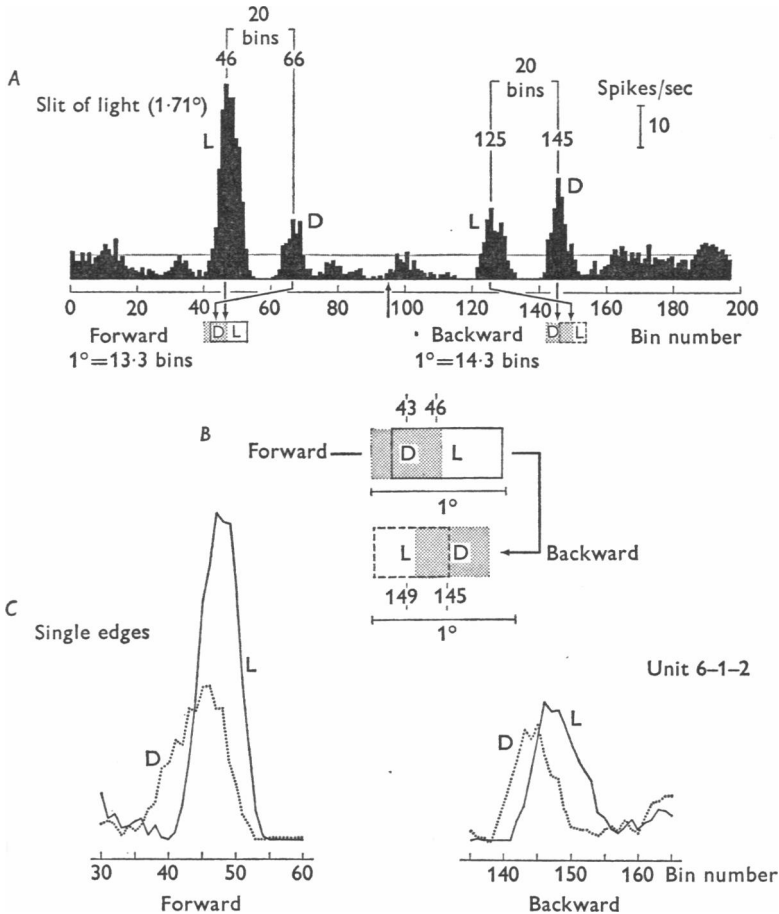 20
bins
46 66
A
Slit of light (1·71°)
L
D
20
bins
125 145
L
D
Spikes/sec
10
0 20 40 60 80 100 120 140 160 180 200
D L
D L
Forward
Backward
Bin number
1°=13·3 bins
1°=14·3 bins
B
43 46
Forward
D L
1°
L D
Backward
149 145
1°
C
Single edges
L
D
Unit 6–1–2
D
L
30 40 50 60
140 150 160 Bin number
Forward
Backward